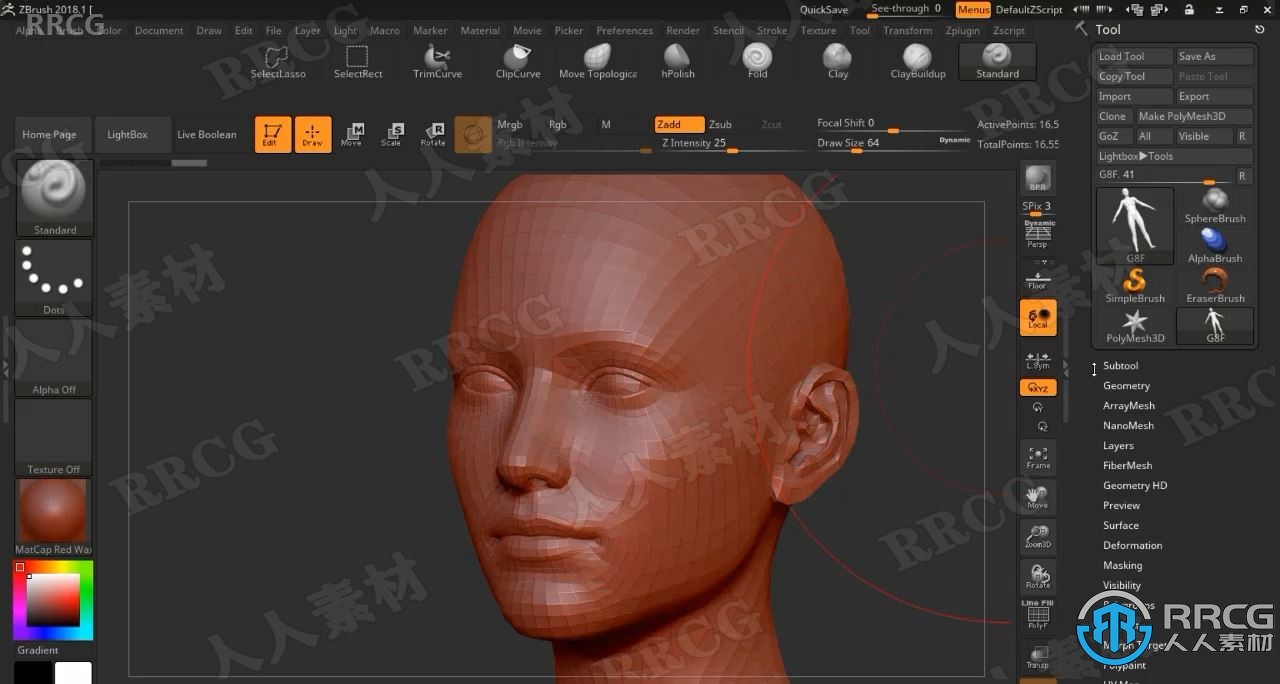 ZBrush 2018.1 [
QuickSave
See-through 0
Menus
DefaultZScript
RRCG
Alpha
Brush
Color
Document
Draw
Edit
File
Layer
Light
Macro
Marker
Material
Movie
Picker
Preferences
Render
Stencil
Stroke
Texture
Tool
Transform
Zplugin
Zscript
SelectLasso
SelectRect
TrimCurve
ClipCurve
Move Topologica
hPolish
Fold
Clay
ClayBuildup
Standard
Home Page
LightBox
Live Boolean
Edit
Draw
Move
Scale
Rotate
Mrgb
Rgb
M
Rgb Intensity
Zadd
Zsub
Zcut
Z Intensity 25
Focal Shift 0
Draw Size 64
Dynamic
ActivePoints: 16,5
TotalPoints: 16,55
Standard
Dots
Alpha Off
Texture Off
MatCap Red Wax
Gradient
BPR
SPix 3
Dynamic
Persp
Floor
Local
L.Sym
XYZ
Frame
Move
Zoom3D
Rotate
Line Fill
PolyF
Transp
Tool
Load Tool
Save As
Copy Tool
Paste Tool
Import
Export
Clone
Make PolyMesh3D
GoZ
All
Visible
R
Lightbox▶Tools
G8F. 41
R
G8F
SphereBrush
AlphaBrush
SimpleBrush
EraserBrush
PolyMesh3D
G8F
Subtool
Geometry
ArrayMesh
NanoMesh
Layers
FiberMesh
Geometry HD
Preview
Surface
Deformation
Masking
Visibility
Morph Target
Polypaint
UV Map
RRCG
人人素材